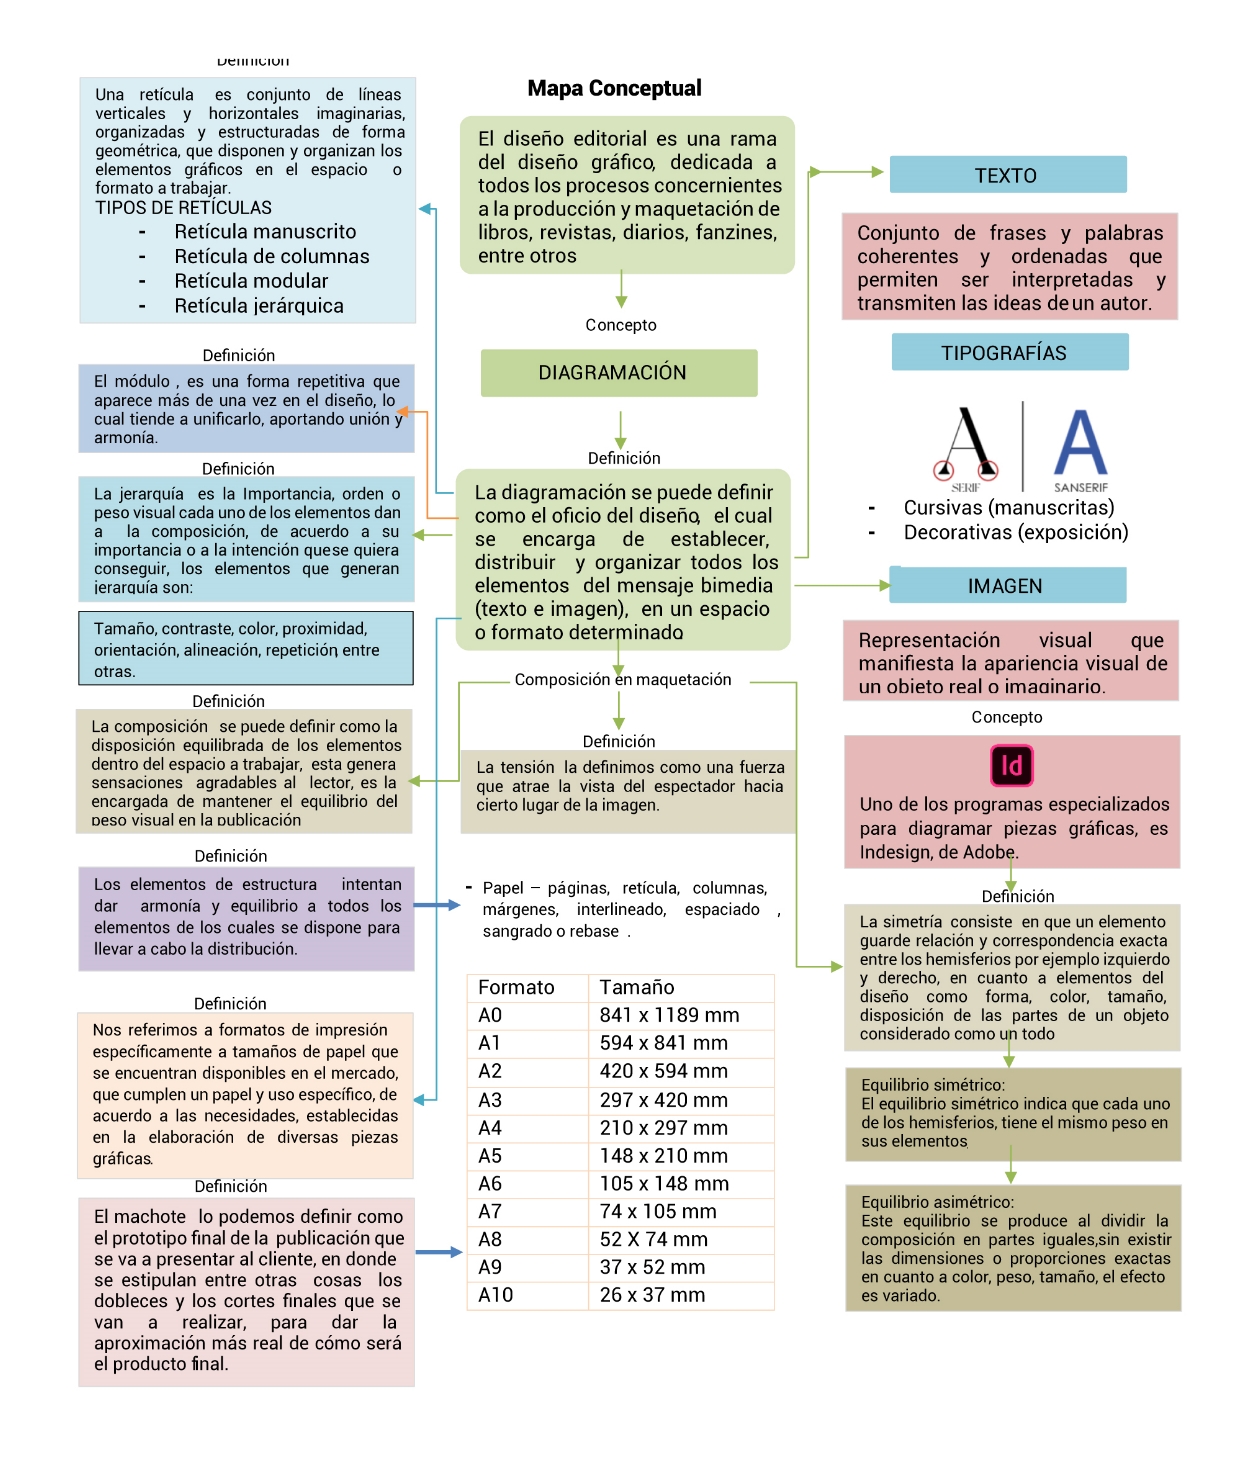 Definición
Una retícula es conjunto de líneas
verticales y horizontales imaginarias,
organizadas y estructuradas de forma
geométrica, que disponen y organizan los
elementos gráficos en el espacio o
formato a trabajar.
TIPOS DE RETÍCULAS
- Retícula manuscrito
- Retícula de columnas
- Retícula modular
- Retícula jerárquica
Definición
El módulo , es una forma repetitiva que
aparece más de una vez en el diseño, lo
cual tiende a unificarlo, aportando unión y
armonía.
Definición
La jerarquía es la Importancia, orden o
peso visual cada uno de los elementos dan
a la composición, de acuerdo a su
importancia o a la intención quese quiera
conseguir, los elementos que generan
jerarquía son:
Tamaño, contraste, color, proximidad,
orientación, alineación, repetición, entre
otras.
Definición
La composición se puede definir como la
disposición equilibrada de los elementos
dentro del espacio a trabajar, esta genera
sensaciones agradables al lector, es la
encargada de mantener el equilibrio del
peso visual en la publicación
Definición
Los elementos de estructura intentan
dar armonía y equilibrio a todos los
elementos de los cuales se dispone para
llevar a cabo la distribución.
Definición
Nos referimos a formatos de impresión
específicamente a tamaños de papel que
se encuentran disponibles en el mercado,
que cumplen un papel y uso específico, de
acuerdo a las necesidades, establecidas
en la elaboración de diversas piezas
gráficas.
Definición
El machote lo podemos definir como
el prototipo final de la publicación que
se va a presentar al cliente, en donde
se estipulan entre otras cosas los
dobleces y los cortes finales que se
van a realizar, para dar la
aproximación más real de cómo será
el producto final.
Mapa Conceptual
El diseño editorial es una rama
del diseño gráfico, dedicada a
todos los procesos concernientes
a la producción y maquetación de
libros, revistas, diarios, fanzines,
entre otros
Concepto
DIAGRAMACIÓN
Definición
La diagramación se puede definir
como el oficio del diseño, el cual
se encarga de establecer,
distribuir y organizar todos los
elementos del mensaje bimedia
(texto e imagen), en un espacio
o formato determinado.
Composición en maquetación
Definición
La tensión la definimos como una fuerza
que atrae la vista del espectador hacia
cierto lugar de la imagen.
- Papel – páginas, retícula, columnas,
márgenes, interlineado, espaciado ,
sangrado o rebase .
Formato Tamaño
A0 841 x 1189 mm
A1 594 x 841 mm
A2 420 x 594 mm
A3 297 x 420 mm
A4 210 x 297 mm
A5 148 x 210 mm
A6 105 x 148 mm
A7 74 x 105 mm
A8 52 X 74 mm
A9 37 x 52 mm
A10 26 x 37 mm
TEXTO
Conjunto de frases y palabras
coherentes y ordenadas que
permiten ser interpretadas y
transmiten las ideas de un autor.
TIPOGRAFÍAS
A A
SERIF SANSERIF
- Cursivas (manuscritas)
- Decorativas (exposición)
IMAGEN
Representación visual que
manifiesta la apariencia visual de
un objeto real o imaginario.
Concepto
Id
Uno de los programas especializados
para diagramar piezas gráficas, es
Indesign, de Adobe.
Definición
La simetría consiste en que un elemento
guarde relación y correspondencia exacta
entre los hemisferios por ejemplo izquierdo
y derecho, en cuanto a elementos del
diseño como forma, color, tamaño,
disposición de las partes de un objeto
considerado como un todo
Equilibrio simétrico:
El equilibrio simétrico indica que cada uno
de los hemisferios, tiene el mismo peso en
sus elementos.
Equilibrio asimétrico:
Este equilibrio se produce al dividir la
composición en partes iguales,sin existir
las dimensiones o proporciones exactas
en cuanto a color, peso, tamaño, el efecto
es variado.